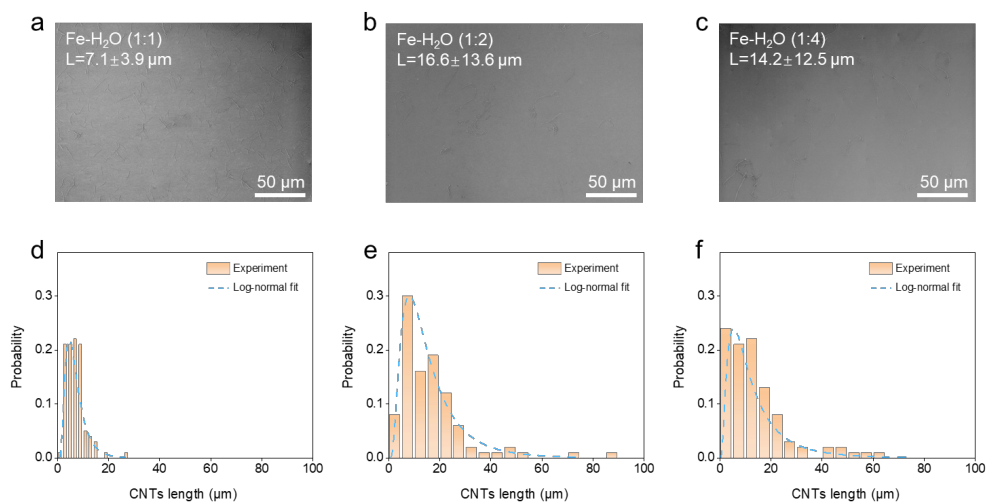 a
Fe-H₂O (1:1)
L=7.1±3.9 μm
50 μm
b
Fe-H₂O (1:2)
L=16.6±13.6 μm
50 μm
c
Fe-H₂O (1:4)
L=14.2±12.5 μm
50 μm
d
Experiment
Log-normal fit
Probability
0.3
0.2
0.1
0.0
0 20 40 60 80 100
CNTs length (μm)
e
Experiment
Log-normal fit
Probability
0.3
0.2
0.1
0.0
0 20 40 60 80 100
CNTs length (μm)
f
Experiment
Log-normal fit
Probability
0.3
0.2
0.1
0.0
0 20 40 60 80 100
CNTs length (μm)